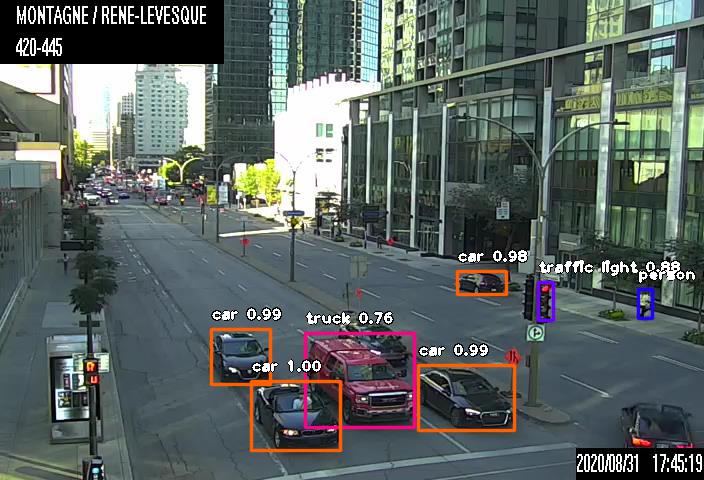 MONTAGNE / RENE-LEVESQUE
420-445
car 0.98
traffic light 0.88
person
car 0.99
truck 0.76
car 1.00
car 0.99
2020/08/31 17:45:19